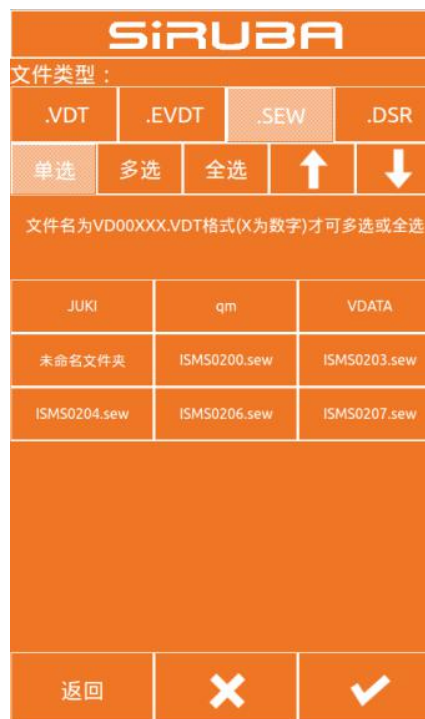 SiRUBA
文件类型：
.VDT .EVDT .SEW .DSR
单选 多选 全选
文件名为VD00XXX.VDT格式(X为数字)才可多选或全选
JUKI qm VDATA
未命名文件夹 ISMS0200.sew ISMS0203.sew
ISMS0204.sew ISMS0206.sew ISMS0207.sew
返回